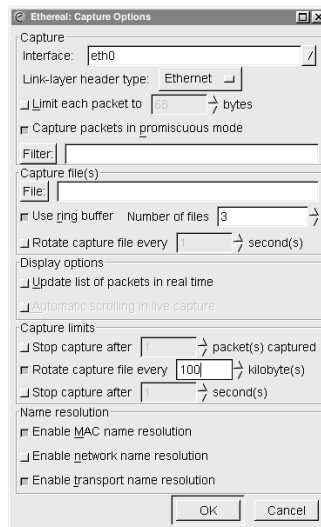 Ethereal: Capture Options
Capture
Interface: eth0
Link-layer header type: Ethernet
Limit each packet to 68 bytes
Capture packets in promiscuous mode
Filter:
Capture file(s)
File:
Use ring buffer Number of files 3
Rotate capture file every 1 second(s)
Display options
Update list of packets in real time
Automatic scrolling in live capture
Capture limits
Stop capture after 1 packet(s) captured
Rotate capture file every 100 kilobyte(s)
Stop capture after 1 second(s)
Name resolution
Enable MAC name resolution
Enable network name resolution
Enable transport name resolution
OK Cancel